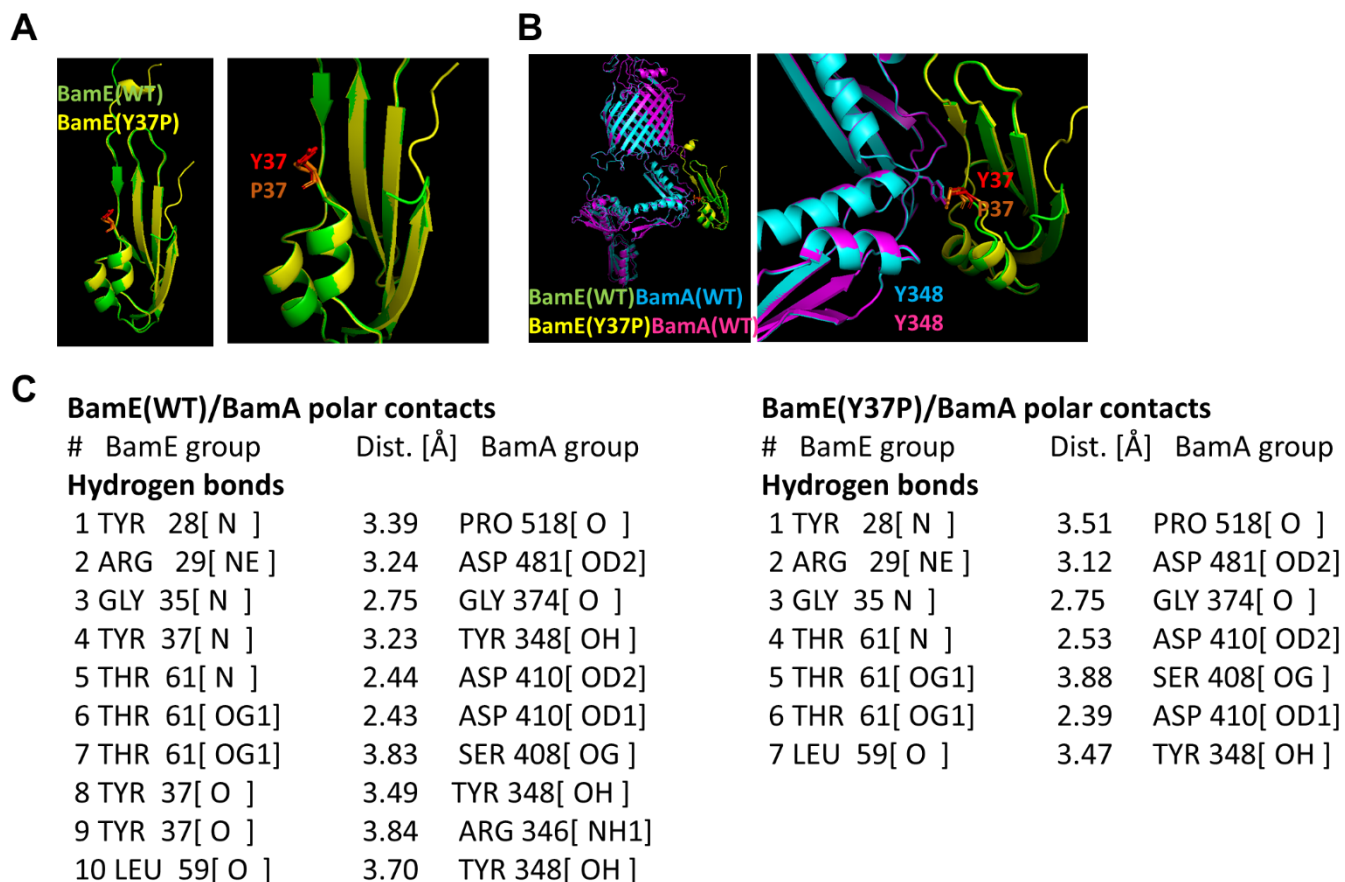 A
B
BamE(WT)
BamE(Y37P)
Y37
P37
BamE(WT)BamA(WT)
BamE(Y37P)BamA(WT)
Y37
P37
Y348
Y348
C
BamE(WT)/BamA polar contacts
# BamE group Dist. [Å] BamA group
Hydrogen bonds
1 TYR 28[ N ] 3.39 PRO 518[ O ]
2 ARG 29[ NE ] 3.24 ASP 481[ OD2]
3 GLY 35[ N ] 2.75 GLY 374[ O ]
4 TYR 37[ N ] 3.23 TYR 348[ OH ]
5 THR 61[ N ] 2.44 ASP 410[ OD2]
6 THR 61[ OG1] 2.43 ASP 410[ OD1]
7 THR 61[ OG1] 3.83 SER 408[ OG ]
8 TYR 37[ O ] 3.49 TYR 348[ OH ]
9 TYR 37[ O ] 3.84 ARG 346[ NH1]
10 LEU 59[ O ] 3.70 TYR 348[ OH ]
BamE(Y37P)/BamA polar contacts
# BamE group Dist. [Å] BamA group
Hydrogen bonds
1 TYR 28[ N ] 3.51 PRO 518[ O ]
2 ARG 29[ NE ] 3.12 ASP 481[ OD2]
3 GLY 35 N ] 2.75 GLY 374[ O ]
4 THR 61[ N ] 2.53 ASP 410[ OD2]
5 THR 61[ OG1] 3.88 SER 408[ OG ]
6 THR 61[ OG1] 2.39 ASP 410[ OD1]
7 LEU 59[ O ] 3.47 TYR 348[ OH ]